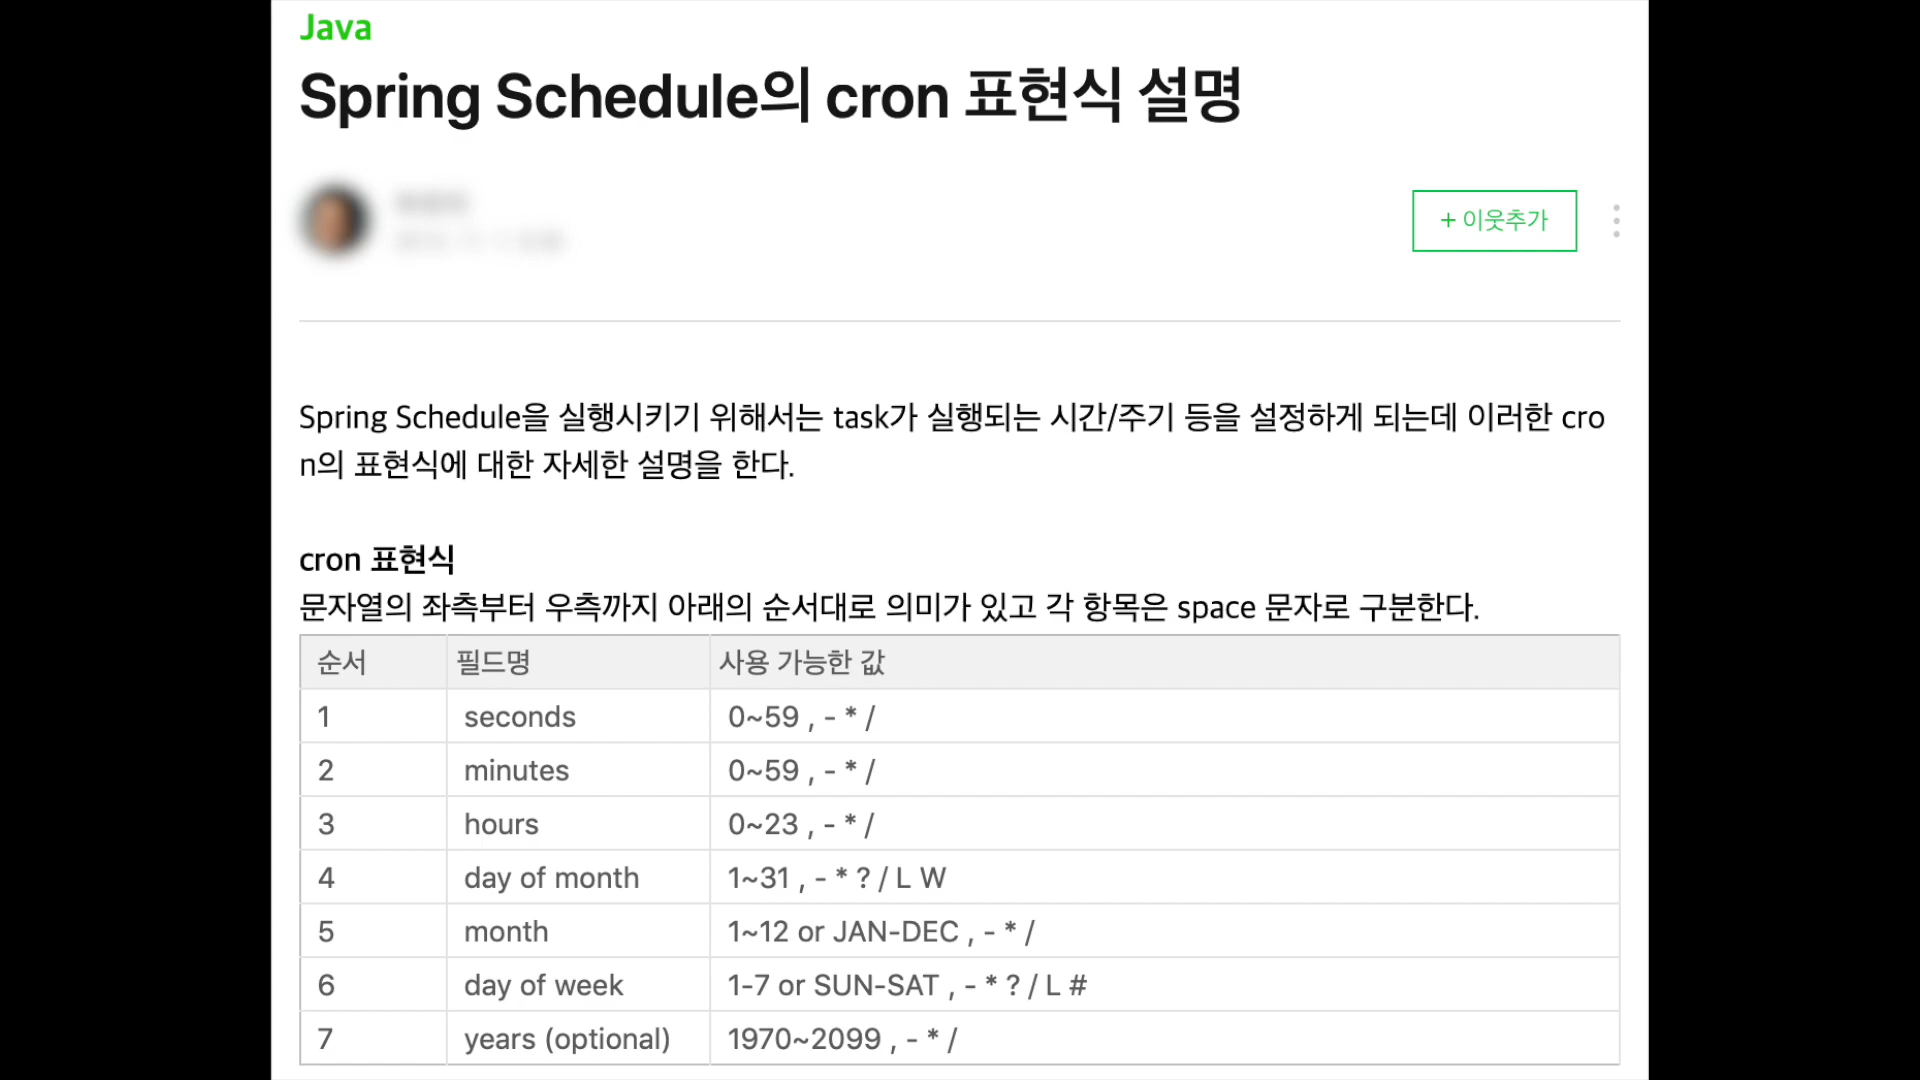 Java
Spring Schedule의 cron 표현식 설명
+ 이웃추가
Spring Schedule을 실행시키기 위해서는 task가 실행되는 시간/주기 등을 설정하게 되는데 이러한 cro
n의 표현식에 대한 자세한 설명을 한다.
cron 표현식
문자열의 좌측부터 우측까지 아래의 순서대로 의미가 있고 각 항목은 space 문자로 구분한다.
순서 필드명 사용 가능한 값
1 seconds 0~59 , - * /
2 minutes 0~59 , - * /
3 hours 0~23 , - * /
4 day of month 1~31 , - * ? / L W
5 month 1~12 or JAN-DEC , - * /
6 day of week 1-7 or SUN-SAT , - * ? / L #
7 years (optional) 1970~2099 , - * /